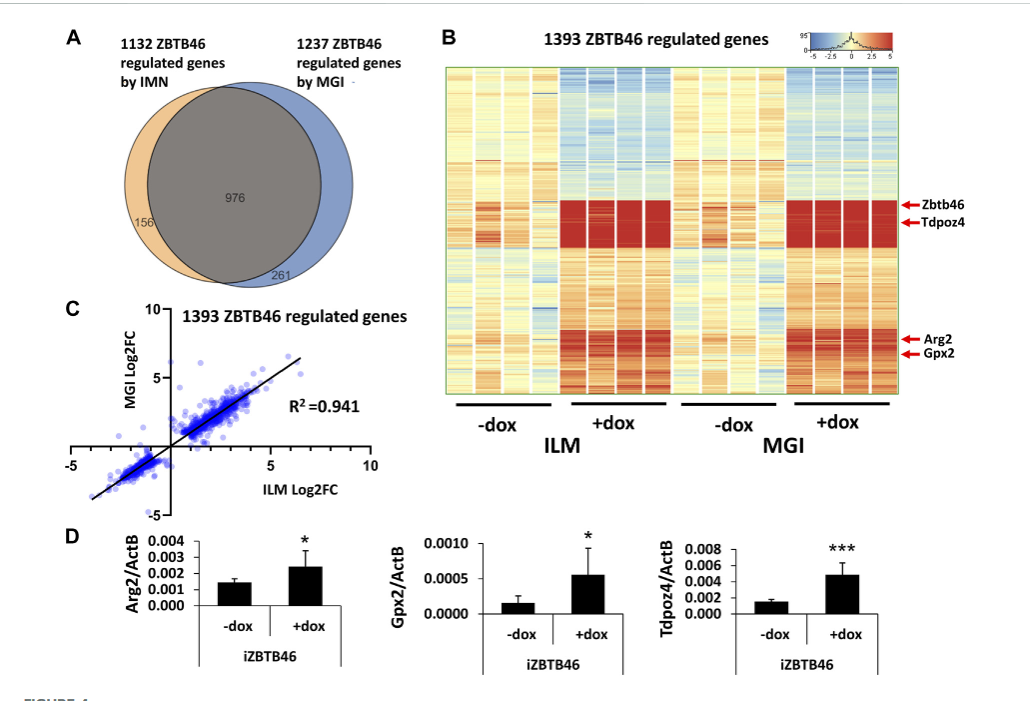 A
1132 ZBTB46
regulated genes
by IMN
1237 ZBTB46
regulated genes
by MGI
976
156
261
B
1393 ZBTB46 regulated genes
95
0
-5 -2.5 0 2.5 5
Zbtb46
Tdpoz4
Arg2
Gpx2
-dox +dox -dox +dox
ILM MGI
C
1393 ZBTB46 regulated genes
MGI Log2FC
10
5
R² =0.941
-5 5 10
ILM Log2FC
-5
D
Arg2/ActB
0.004
0.003
0.002
0.001
0.000
*
-dox +dox
iZBTB46
Gpx2/ActB
0.0010
0.0005
0.0000
*
-dox +dox
iZBTB46
Tdpoz4/ActB
0.008
0.006
0.004
0.002
0.000
***
-dox +dox
iZBTB46